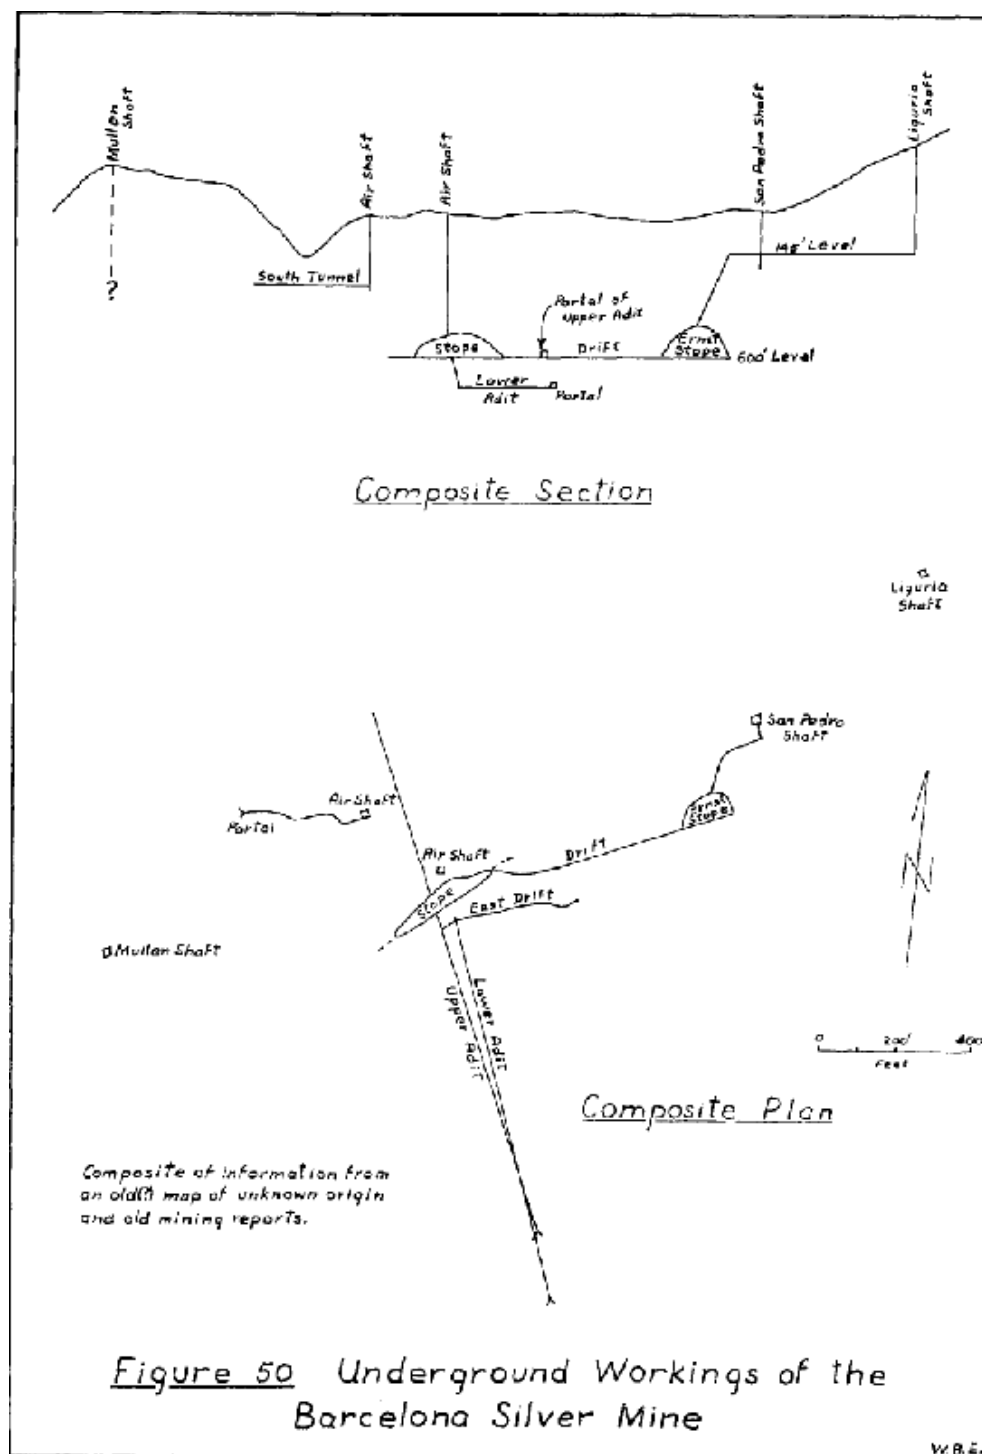 Mullan
Shaft
Air Shaft
Air Shaft
San Pedro Shaft
Liguria
Shaft
South Tunnel
145' Level
?
Portal of
Upper Adit
Stope
Drift
Ernst
Stope
600' Level
Lower
Adit
Portal
Composite Section
Liguria
Shaft
San Pedro
Shaft
Air Shaft
Portal
Ernst
Stope
Air Shaft
Drift
Stope
East Drift
Mullan Shaft
N
Lower Adit
Upper Adit
0 200' 400
Feet
Composite Plan
Composite of information from
an old(?) map of unknown origin
and old mining reports.
Figure 50 Underground Workings of the
Barcelona Silver Mine